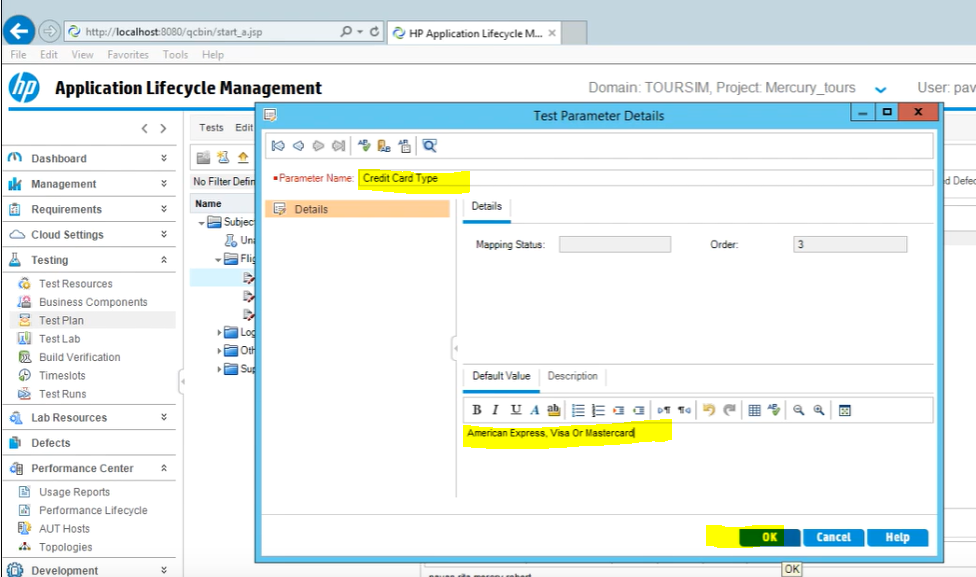 http://localhost:8080/qcbin/start_a.jsp
HP Application Lifecycle M...
File Edit View Favorites Tools Help
hp Application Lifecycle Management
Domain: TOURSIM, Project: Mercury_tours
User: pav
Test Parameter Details
Tests Edit
Dashboard
Management
Requirements
Cloud Settings
Testing
Test Resources
Business Components
Test Plan
Test Lab
Build Verification
Timeslots
Test Runs
Lab Resources
Defects
Performance Center
Usage Reports
Performance Lifecycle
AUT Hosts
Topologies
Development
No Filter Defin
Name
Subjec
Una
Flig
Log
Oth
Sup
Parameter Name: Credit Card Type
Details
Details
Mapping Status:
Order: 3
Default Value Description
B I U A ab
American Express, Visa Or Mastercard
OK Cancel Help
OK
d Defec